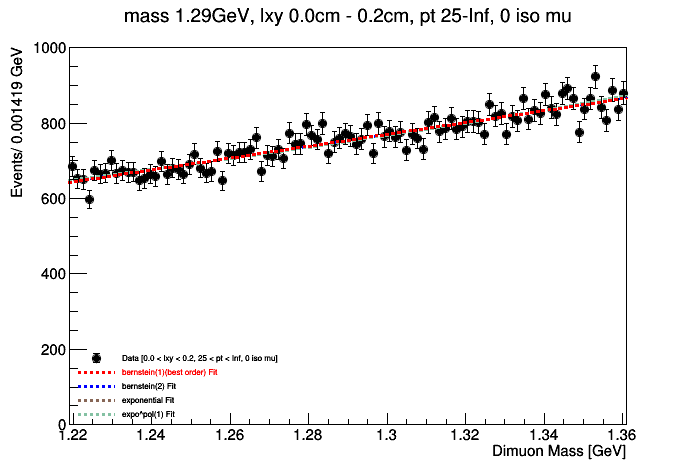 mass 1.29GeV, lxy 0.0cm - 0.2cm, pt 25-Inf, 0 iso mu
Events/ 0.001419 GeV
1000
800
600
400
200
0
Data [0.0 < lxy < 0.2, 25 < pt < Inf, 0 iso mu]
bernstein(1)(best order) Fit
bernstein(2) Fit
exponential Fit
expo*pol(1) Fit
1.22 1.24 1.26 1.28 1.3 1.32 1.34 1.36
Dimuon Mass [GeV]